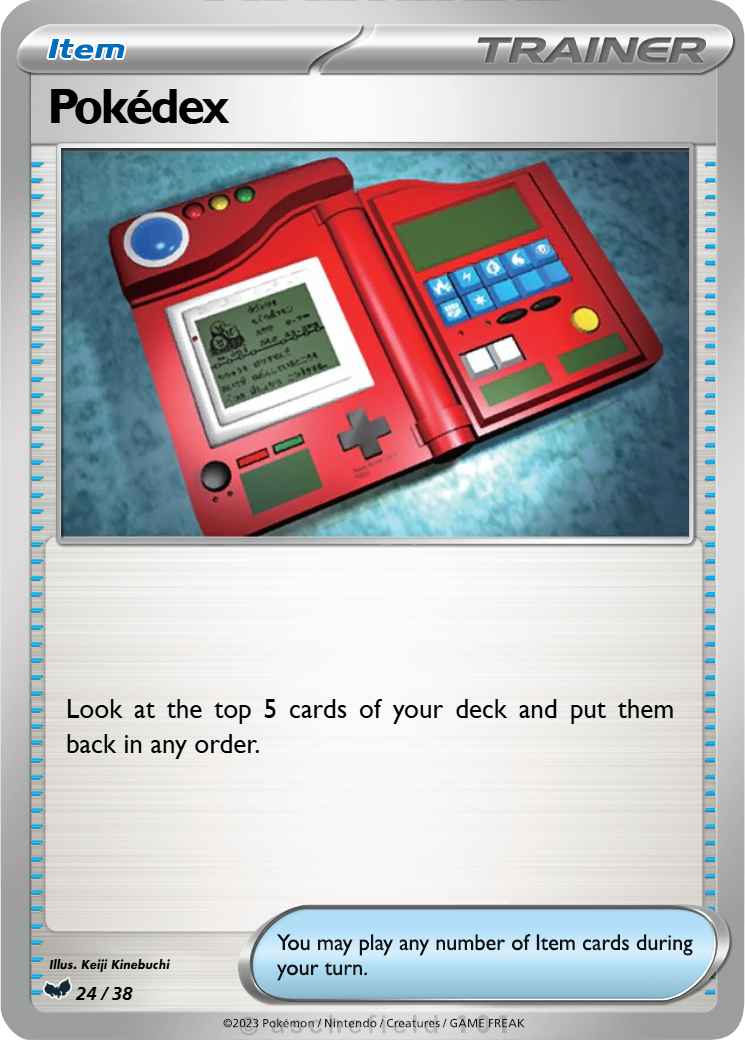 Item
TRAINER
Pokédex
Look at the top 5 cards of your deck and put them
back in any order.
You may play any number of Item cards during
your turn.
Illus. Keiji Kinebuchi
24 / 38
©2023 Pokémon / Nintendo / Creatures / GAME FREAK